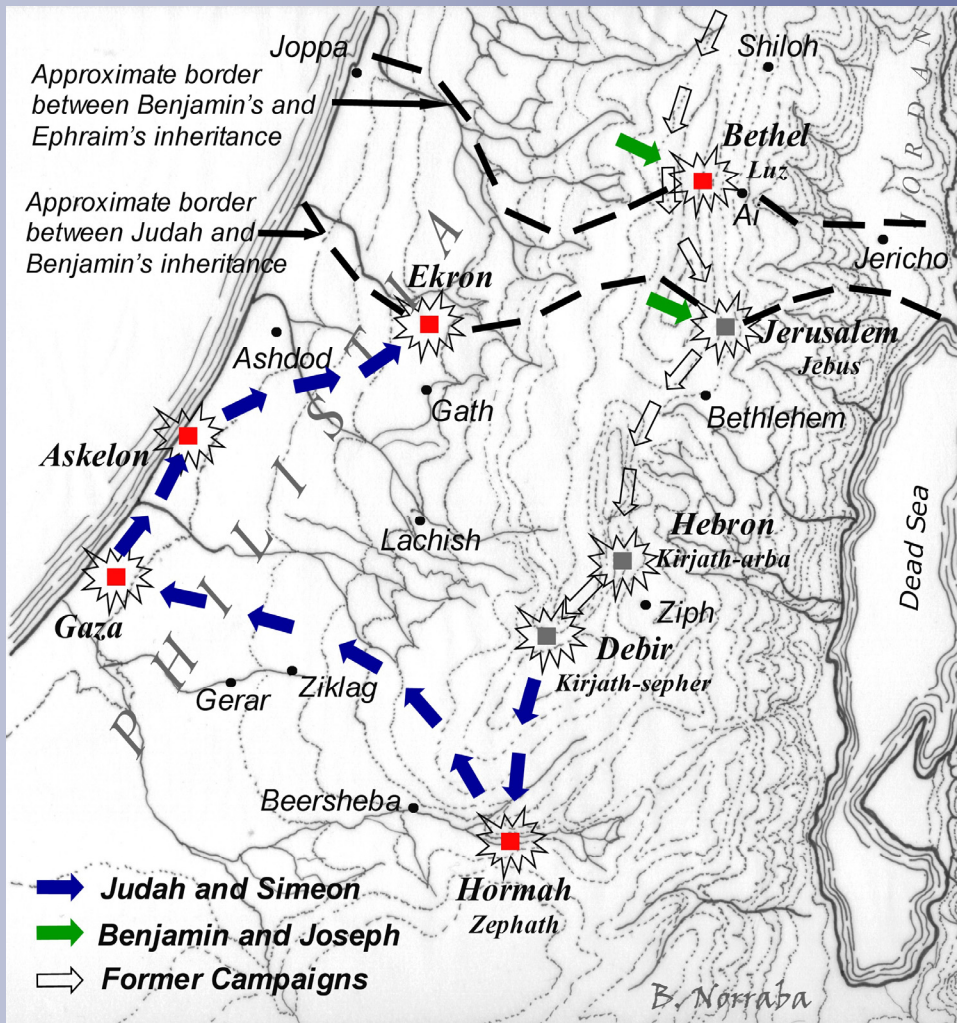 Joppa
Shiloh
JORDAN
Approximate border
between Benjamin's and
Ephraim's inheritance
Bethel
Luz
Ai
Approximate border
between Judah and
Benjamin's inheritance
Jericho
Ekron
Jerusalem
Jebus
Ashdod
Gath
Bethlehem
Askelon
PHILISTIA
Lachish
Hebron
Kirjath-arba
Dead Sea
Gaza
Ziph
Debir
Kirjath-sepher
Gerar
Ziklag
Beersheba
Hormah
Zephath
Judah and Simeon
Benjamin and Joseph
Former Campaigns
B. Norraba